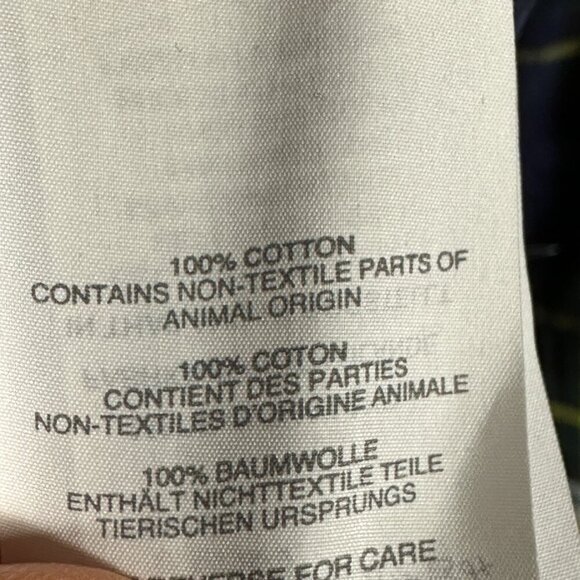 100% COTTON
CONTAINS NON-TEXTILE PARTS OF
ANIMAL ORIGIN
100% COTON
CONTIENT DES PARTIES
NON-TEXTILES D'ORIGINE ANIMALE
100% BAUMWOLLE
ENTHÄLT NICHTTEXTILE TEILE
TIERISCHEN URSPRUNGS
FOR CARE